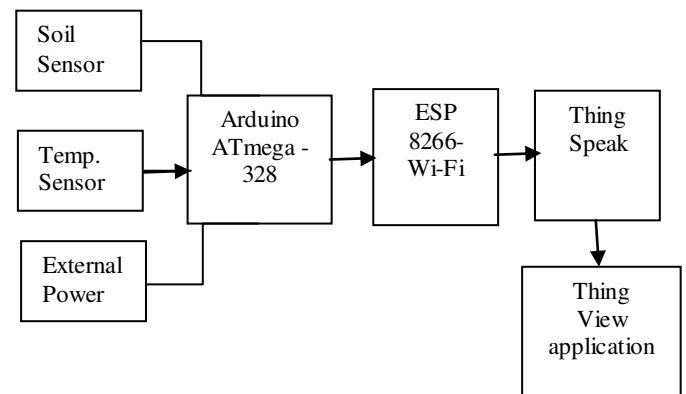 Soil
Sensor
Temp.
Sensor
External
Power
Arduino
ATmega -
328
ESP
8266-
Wi-Fi
Thing
Speak
Thing
View
application